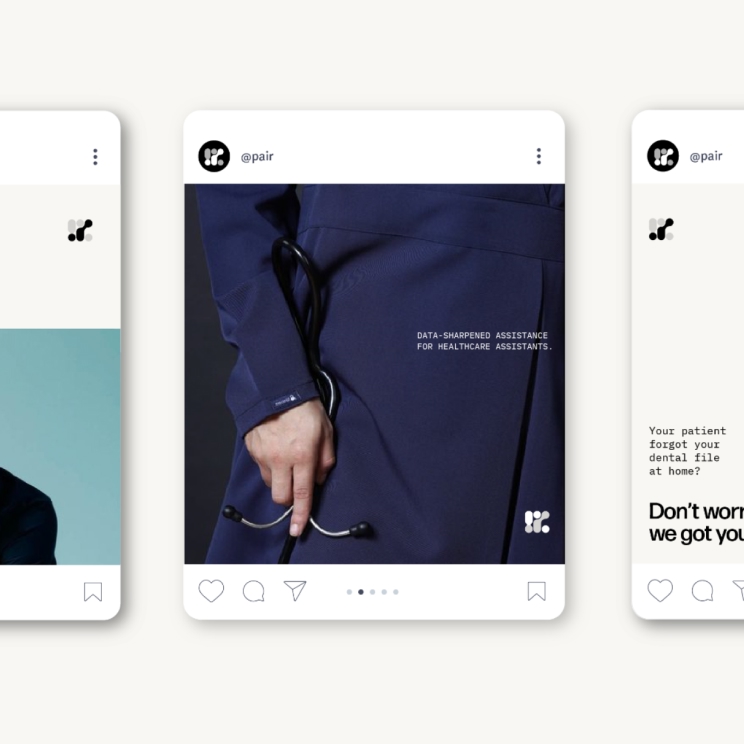 @pair
DATA-SHARPENED ASSISTANCE
FOR HEALTHCARE ASSISTANTS.
@pair
Your patient
forgot your
dental file
at home?
Don't worr
we got you